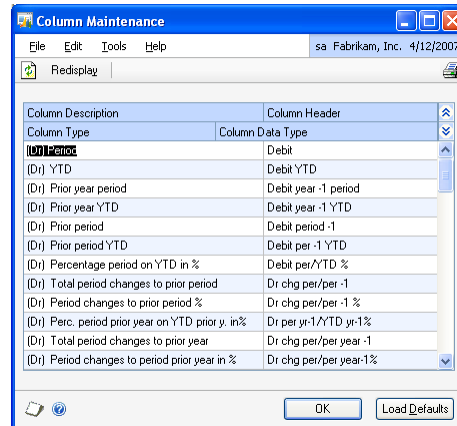 Column Maintenance
File Edit Tools Help sa Fabrikam, Inc. 4/12/2007
Redisplay
Column Description Column Header
Column Type Column Data Type
(Dr) Period Debit
(Dr) YTD Debit YTD
(Dr) Prior year period Debit year -1 period
(Dr) Prior year YTD Debit year -1 YTD
(Dr) Prior period Debit period -1
(Dr) Prior period YTD Debit per -1 YTD
(Dr) Percentage period on YTD in % Debit per/YTD %
(Dr) Total period changes to prior period Dr chg per/per -1
(Dr) Period changes to prior period % Dr chg per/per -1 %
(Dr) Perc. period prior year on YTD prior y. in% Dr per yr-1/YTD yr-1%
(Dr) Total period changes to prior year Dr chg per/per year -1
(Dr) Period changes to period prior year in % Dr chg per/per year-1%
OK Load Defaults